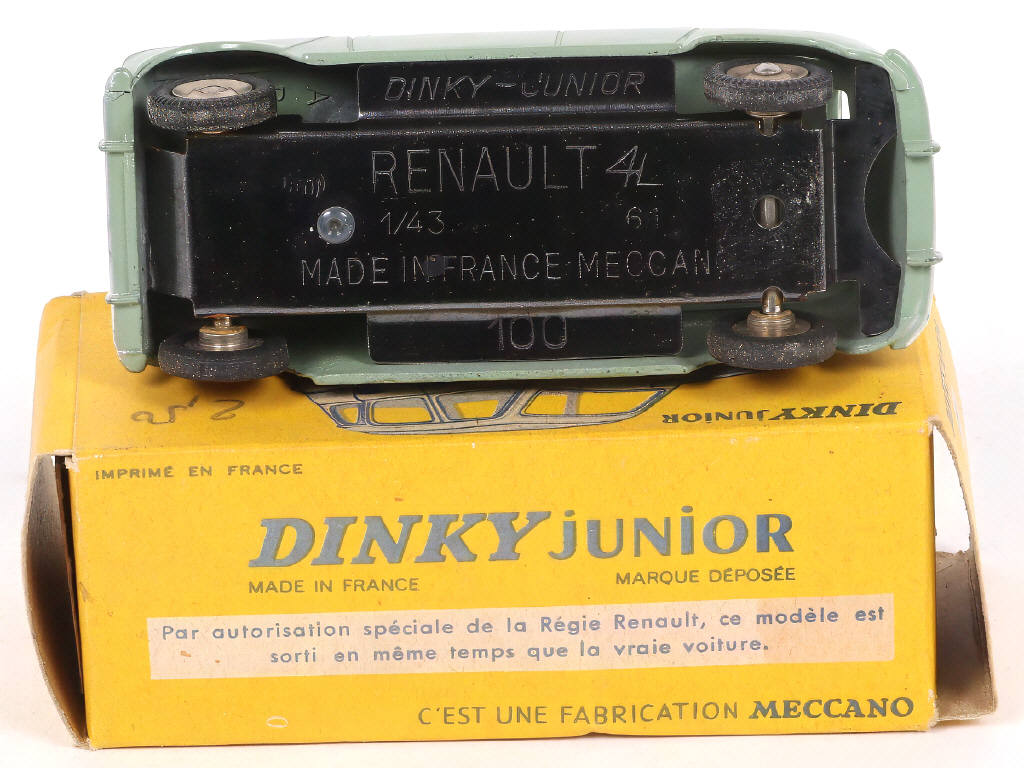 DINKY - JUNIOR
RENAULT 4L
1/43 61
MADE IN FRANCE MECCAN
100
DINKY JUNIOR
IMPRIMÉ EN FRANCE
DINKY JUNIOR
MADE IN FRANCE MARQUE DÉPOSÉE
Par autorisation spéciale de la Régie Renault, ce modèle est
sorti en même temps que la vraie voiture.
C'EST UNE FABRICATION MECCANO